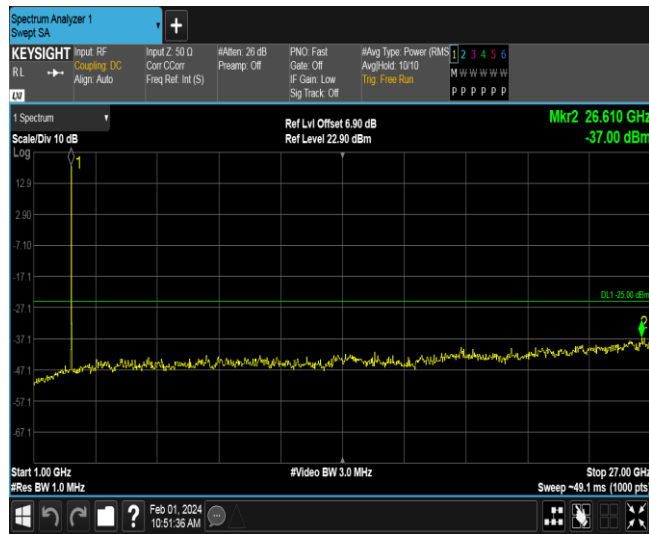 Spectrum Analyzer 1
Swept SA
+
KEYSIGHT
RL
LXI
Input: RF
Coupling: DC
Align: Auto
Input Z: 50 Ω
Corr CCorr
Freq Ref: Int (S)
#Atten: 26 dB
Preamp: Off
PNO: Fast
Gate: Off
IF Gain: Low
Sig Track: Off
#Avg Type: Power (RMS
Avg|Hold: 10/10
Trig: Free Run
1 2 3 4 5 6
M W W W W W
P P P P P P
1 Spectrum
Scale/Div 10 dB
Log
Ref Lvl Offset 6.90 dB
Ref Level 22.90 dBm
Mkr2 26.610 GHz
-37.00 dBm
1
12.9
2.90
-7.10
-17.1
DL1 -25.00 dBm
-27.1
2
-37.1
-47.1
-57.1
-67.1
Start 1.00 GHz
#Video BW 3.0 MHz
Stop 27.00 GHz
#Res BW 1.0 MHz
Sweep ~49.1 ms (1000 pts)
?
Feb 01, 2024
10:51:36 AM